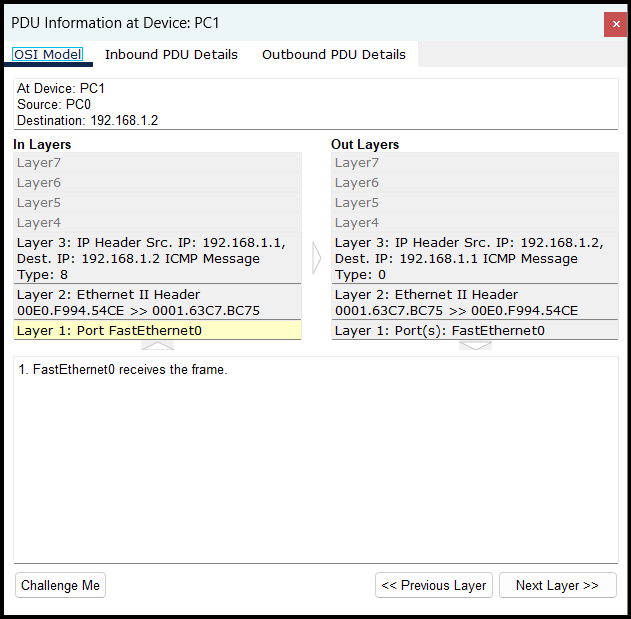 PDU Information at Device: PC1
OSI Model Inbound PDU Details Outbound PDU Details
At Device: PC1
Source: PC0
Destination: 192.168.1.2
In Layers
Layer7
Layer6
Layer5
Layer4
Layer 3: IP Header Src. IP: 192.168.1.1,
Dest. IP: 192.168.1.2 ICMP Message
Type: 8
Layer 2: Ethernet II Header
00E0.F994.54CE >> 0001.63C7.BC75
Layer 1: Port FastEthernet0
Out Layers
Layer7
Layer6
Layer5
Layer4
Layer 3: IP Header Src. IP: 192.168.1.2,
Dest. IP: 192.168.1.1 ICMP Message
Type: 0
Layer 2: Ethernet II Header
0001.63C7.BC75 >> 00E0.F994.54CE
Layer 1: Port(s): FastEthernet0
1. FastEthernet0 receives the frame.
Challenge Me << Previous Layer Next Layer >>